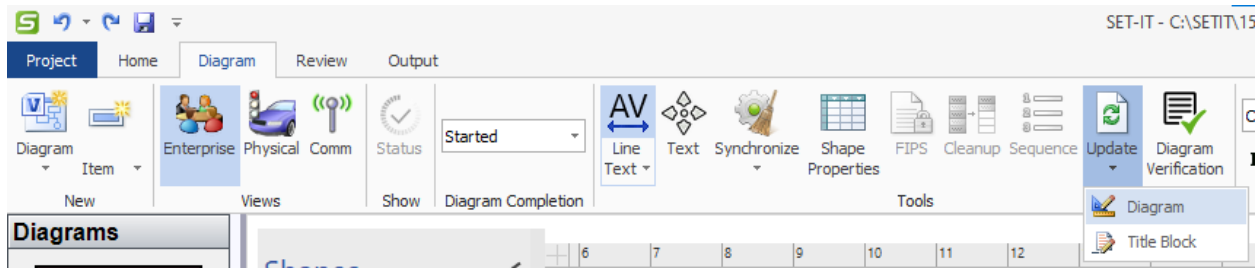 SET-IT - C:\SETIT\15
Project Home Diagram Review Output
AV
Diagram Item Enterprise Physical Comm Status Started Line Text Text Synchronize Shape Properties FIPS Cleanup Sequence Update Diagram Verification
New Views Show Diagram Completion Tools
Diagram
Title Block
Diagrams
6 7 8 9 10 11 12